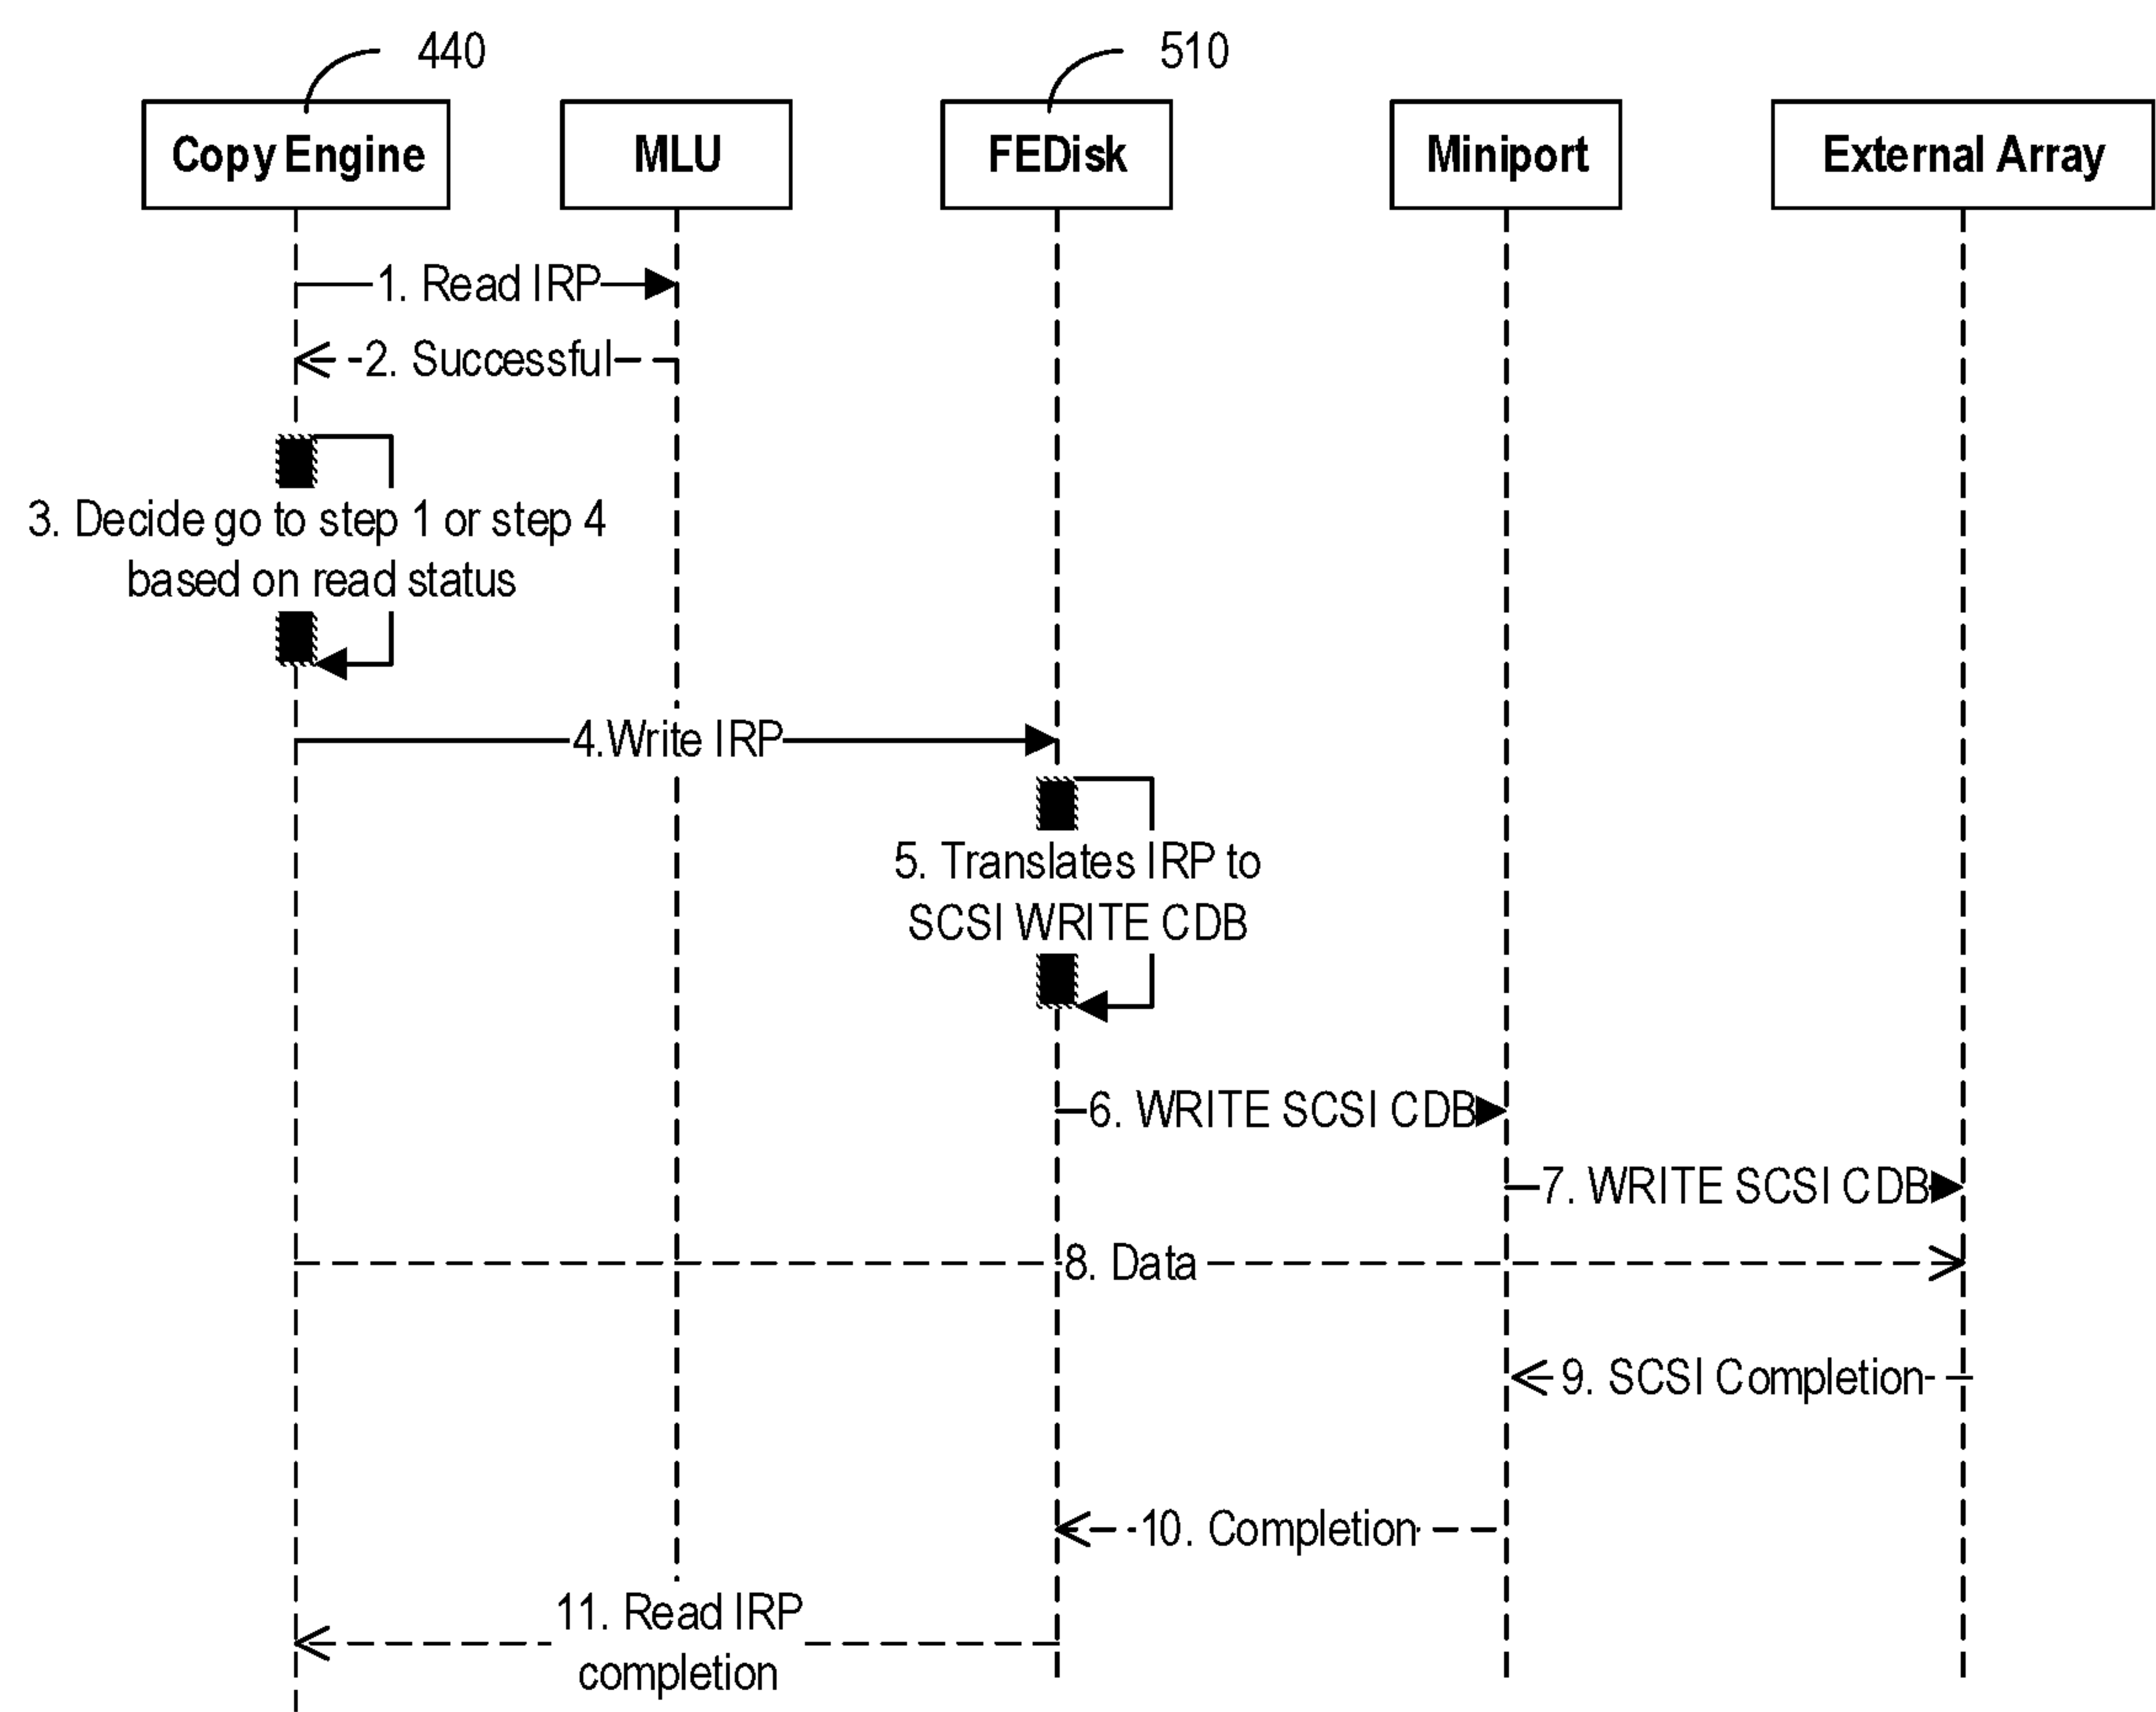 440
510
Copy Engine
MLU
FEDisk
Miniport
External Array
1. Read IRP
2. Successful
3. Decide go to step 1 or step 4
based on read status
4.Write IRP
5. Translates IRP to
SCSI WRITE CDB
6. WRITE SCSI CDB
7. WRITE SCSI CDB
8. Data
9. SCSI Completion
10. Completion
11. Read IRP
completion